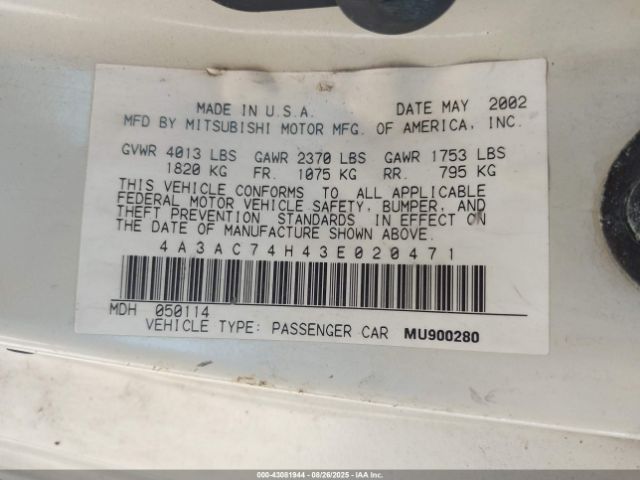 MADE IN U.S.A. DATE MAY 2002
MFD BY MITSUBISHI MOTOR MFG. OF AMERICA, INC.
GVWR 4013 LBS GAWR 2370 LBS GAWR 1753 LBS
1820 KG FR. 1075 KG RR. 795 KG
THIS VEHICLE CONFORMS TO ALL APPLICABLE
FEDERAL MOTOR VEHICLE SAFETY, BUMPER, AND
THEFT PREVENTION STANDARDS IN EFFECT ON
THE DATE OF MANUFACTURE SHOWN ABOVE.
4A3AC74H43E020471
MDH 050114
VEHICLE TYPE: PASSENGER CAR MU900280
000-43081944 | 08/26/2025 | IAA Inc.